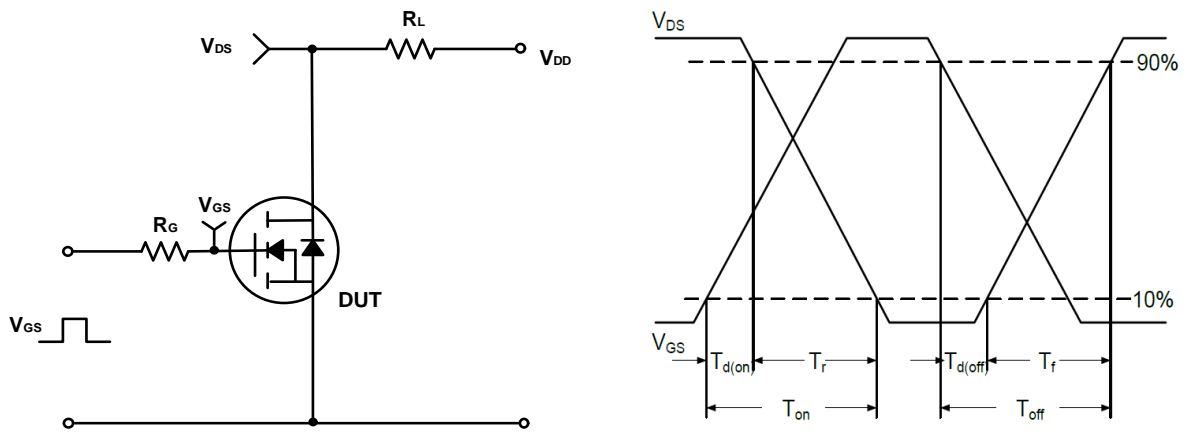 RL
VDS
VDD
VGS
RG
DUT
VGS
VDS
90%
10%
VGS
Td(on)
Tr
Td(off)
Tf
Ton
Toff